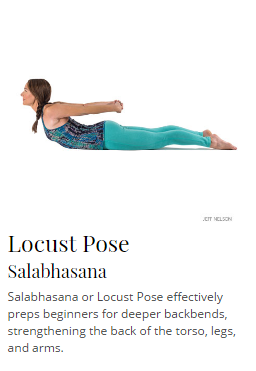 JEFF NELSON
Locust Pose
Salabhasana
Salabhasana or Locust Pose effectively
preps beginners for deeper backbends,
strengthening the back of the torso, legs,
and arms.